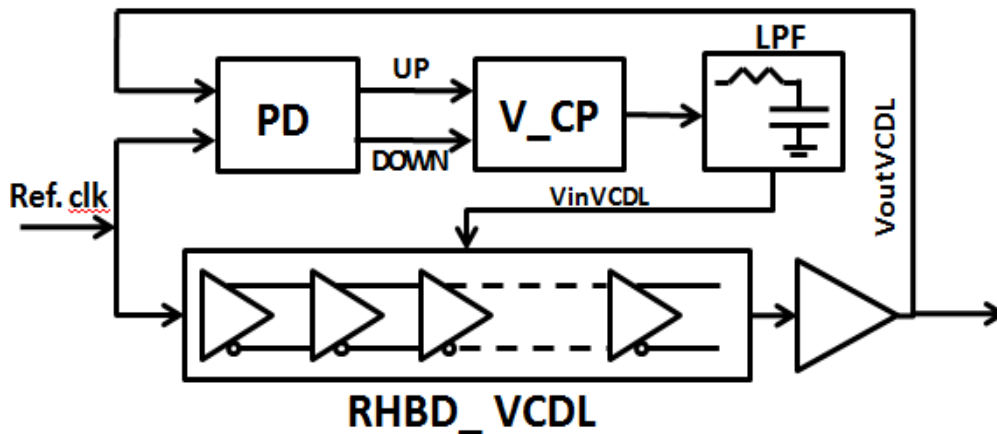 LPF
UP
PD
V_CP
DOWN
VoutVCDL
Ref. clk
VinVCDL
RHBD_ VCDL